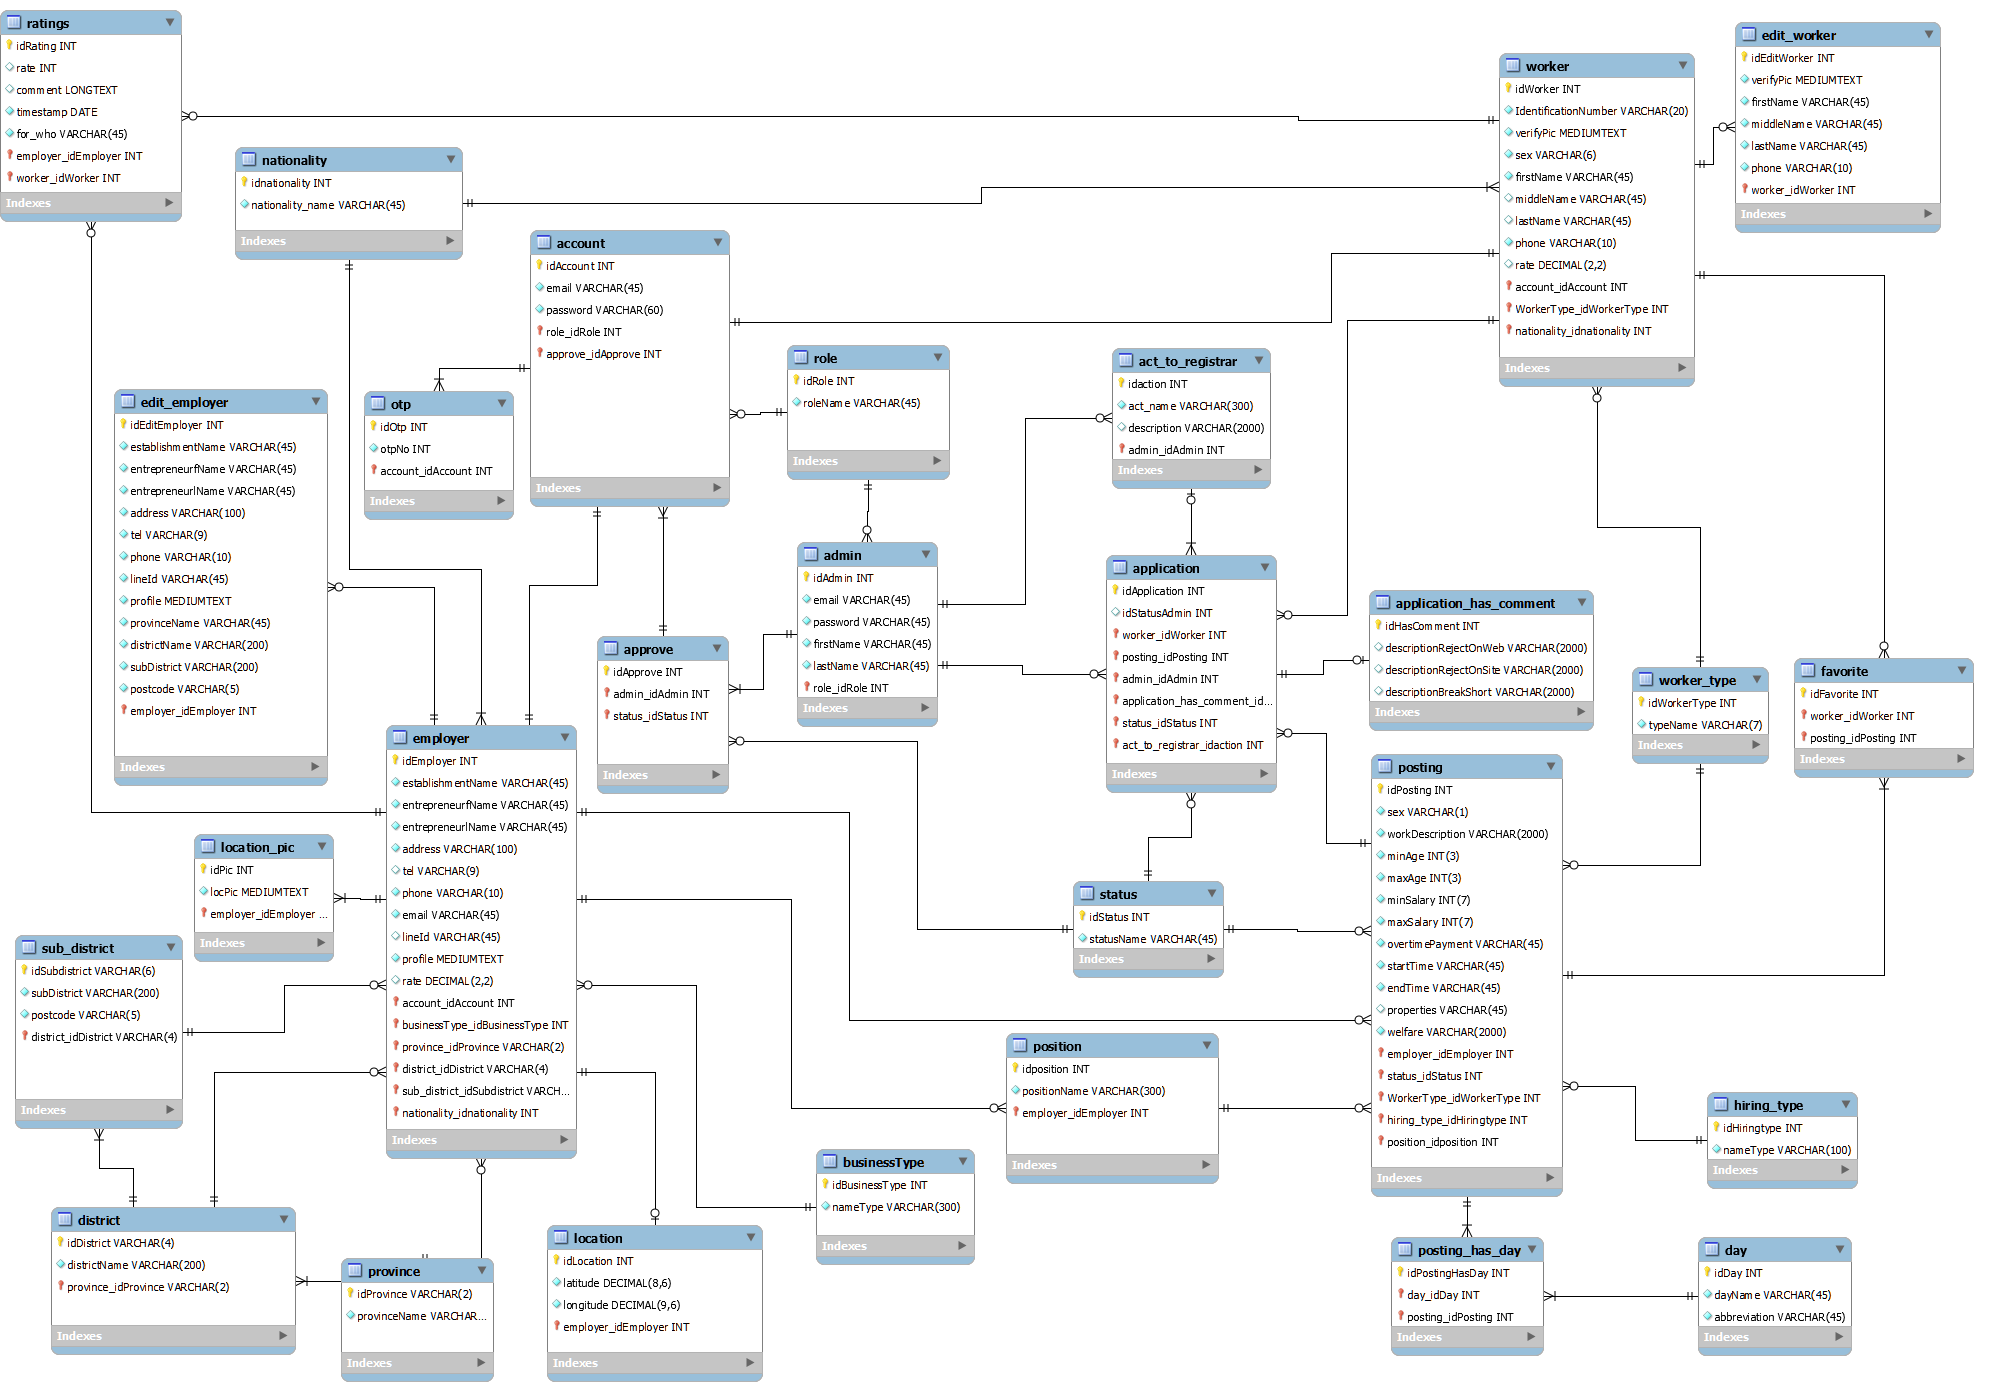 ratings
idRating INT
rate INT
comment LONGTEXT
timestamp DATE
for_who VARCHAR(45)
employer_idEmployer INT
worker_idWorker INT
Indexes
nationality
idnationality INT
nationality_name VARCHAR(45)
Indexes
account
idAccount INT
email VARCHAR(45)
password VARCHAR(60)
role_idRole INT
approve_idApprove INT
Indexes
worker
idWorker INT
IdentificationNumber VARCHAR(20)
verifyPic MEDIUMTEXT
sex VARCHAR(6)
firstName VARCHAR(45)
middleName VARCHAR(45)
lastName VARCHAR(45)
phone VARCHAR(10)
rate DECIMAL(2,2)
account_idAccount INT
WorkerType_idWorkerType INT
nationality_idnationality INT
Indexes
edit_worker
idEditWorker INT
verifyPic MEDIUMTEXT
firstName VARCHAR(45)
middleName VARCHAR(45)
lastName VARCHAR(45)
phone VARCHAR(10)
worker_idWorker INT
Indexes
edit_employer
idEditEmployer INT
establishmentName VARCHAR(45)
entrepreneurfName VARCHAR(45)
entrepreneurlName VARCHAR(45)
address VARCHAR(100)
tel VARCHAR(9)
phone VARCHAR(10)
lineId VARCHAR(45)
profile MEDIUMTEXT
provinceName VARCHAR(45)
districtName VARCHAR(200)
subDistrict VARCHAR(200)
postcode VARCHAR(5)
employer_idEmployer INT
Indexes
otp
idOtp INT
otpNo INT
account_idAccount INT
Indexes
role
idRole INT
roleName VARCHAR(45)
Indexes
act_to_registrar
idaction INT
act_name VARCHAR(300)
description VARCHAR(2000)
admin_idAdmin INT
Indexes
admin
idAdmin INT
email VARCHAR(45)
password VARCHAR(45)
firstName VARCHAR(45)
lastName VARCHAR(45)
role_idRole INT
Indexes
approve
idApprove INT
admin_idAdmin INT
status_idStatus INT
Indexes
application
idApplication INT
idStatusAdmin INT
worker_idWorker INT
posting_idPosting INT
admin_idAdmin INT
application_has_comment_id...
status_idStatus INT
act_to_registrar_idaction INT
Indexes
application_has_comment
idHasComment INT
descriptionRejectOnWeb VARCHAR(2000)
descriptionRejectOnSite VARCHAR(2000)
descriptionBreakShort VARCHAR(2000)
Indexes
worker_type
idWorkerType INT
typeName VARCHAR(7)
Indexes
favorite
idFavorite INT
worker_idWorker INT
posting_idPosting INT
Indexes
employer
idEmployer INT
establishmentName VARCHAR(45)
entrepreneurfName VARCHAR(45)
entrepreneurlName VARCHAR(45)
address VARCHAR(100)
tel VARCHAR(9)
phone VARCHAR(10)
email VARCHAR(45)
lineId VARCHAR(45)
profile MEDIUMTEXT
rate DECIMAL(2,2)
account_idAccount INT
businessType_idBusinessType INT
province_idProvince VARCHAR(2)
district_idDistrict VARCHAR(4)
sub_district_idSubdistrict VARCH...
nationality_idnationality INT
Indexes
location_pic
idPic INT
locPic MEDIUMTEXT
employer_idEmployer ...
Indexes
sub_district
idSubdistrict VARCHAR(6)
subDistrict VARCHAR(200)
postcode VARCHAR(5)
district_idDistrict VARCHAR(4)
Indexes
status
idStatus INT
statusName VARCHAR(45)
Indexes
posting
idPosting INT
sex VARCHAR(1)
workDescription VARCHAR(2000)
minAge INT(3)
maxAge INT(3)
minSalary INT(7)
maxSalary INT(7)
overtimePayment VARCHAR(45)
startTime VARCHAR(45)
endTime VARCHAR(45)
properties VARCHAR(45)
welfare VARCHAR(2000)
employer_idEmployer INT
status_idStatus INT
WorkerType_idWorkerType INT
hiring_type_idHiringtype INT
position_idposition INT
Indexes
position
idposition INT
positionName VARCHAR(300)
employer_idEmployer INT
Indexes
hiring_type
idHiringtype INT
nameType VARCHAR(100)
Indexes
businessType
idBusinessType INT
nameType VARCHAR(300)
Indexes
district
idDistrict VARCHAR(4)
districtName VARCHAR(200)
province_idProvince VARCHAR(2)
Indexes
province
idProvince VARCHAR(2)
provinceName VARCHAR...
Indexes
location
idLocation INT
latitude DECIMAL(8,6)
longitude DECIMAL(9,6)
employer_idEmployer INT
Indexes
posting_has_day
idPostingHasDay INT
day_idDay INT
posting_idPosting INT
Indexes
day
idDay INT
dayName VARCHAR(45)
abbreviation VARCHAR(45)
Indexes